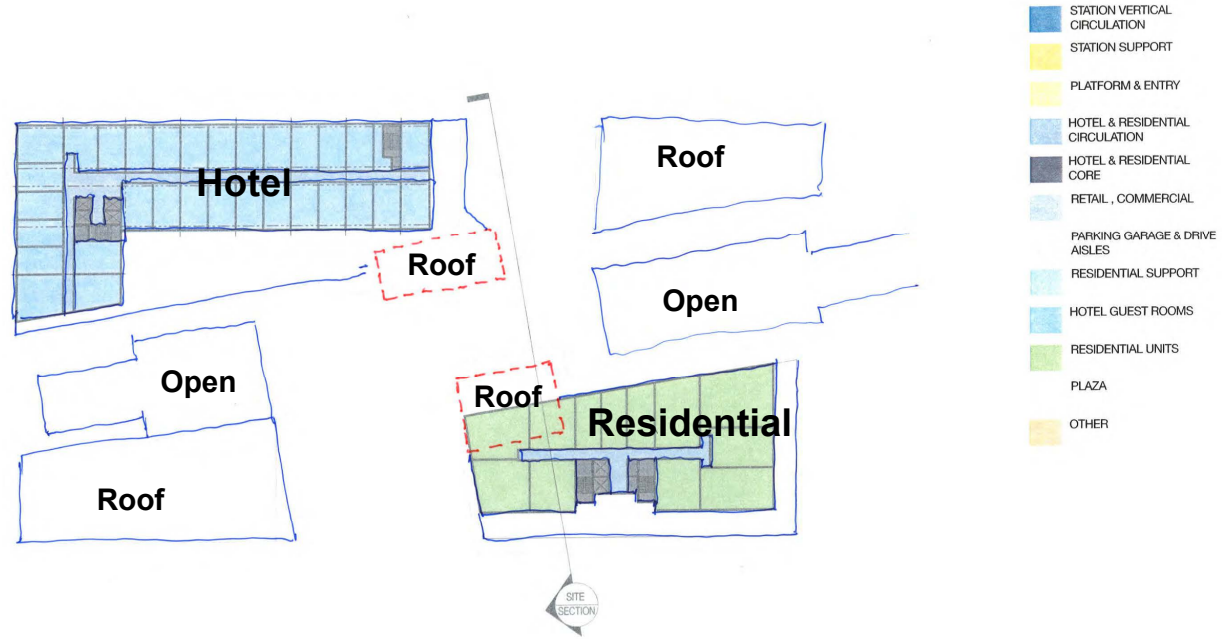 STATION VERTICAL
CIRCULATION
STATION SUPPORT
PLATFORM & ENTRY
HOTEL & RESIDENTIAL
CIRCULATION
HOTEL & RESIDENTIAL
CORE
RETAIL , COMMERCIAL
PARKING GARAGE & DRIVE
AISLES
RESIDENTIAL SUPPORT
HOTEL GUEST ROOMS
RESIDENTIAL UNITS
PLAZA
OTHER
Hotel
Roof
Roof
Open
Open
Roof
Residential
Roof
SITE
SECTION